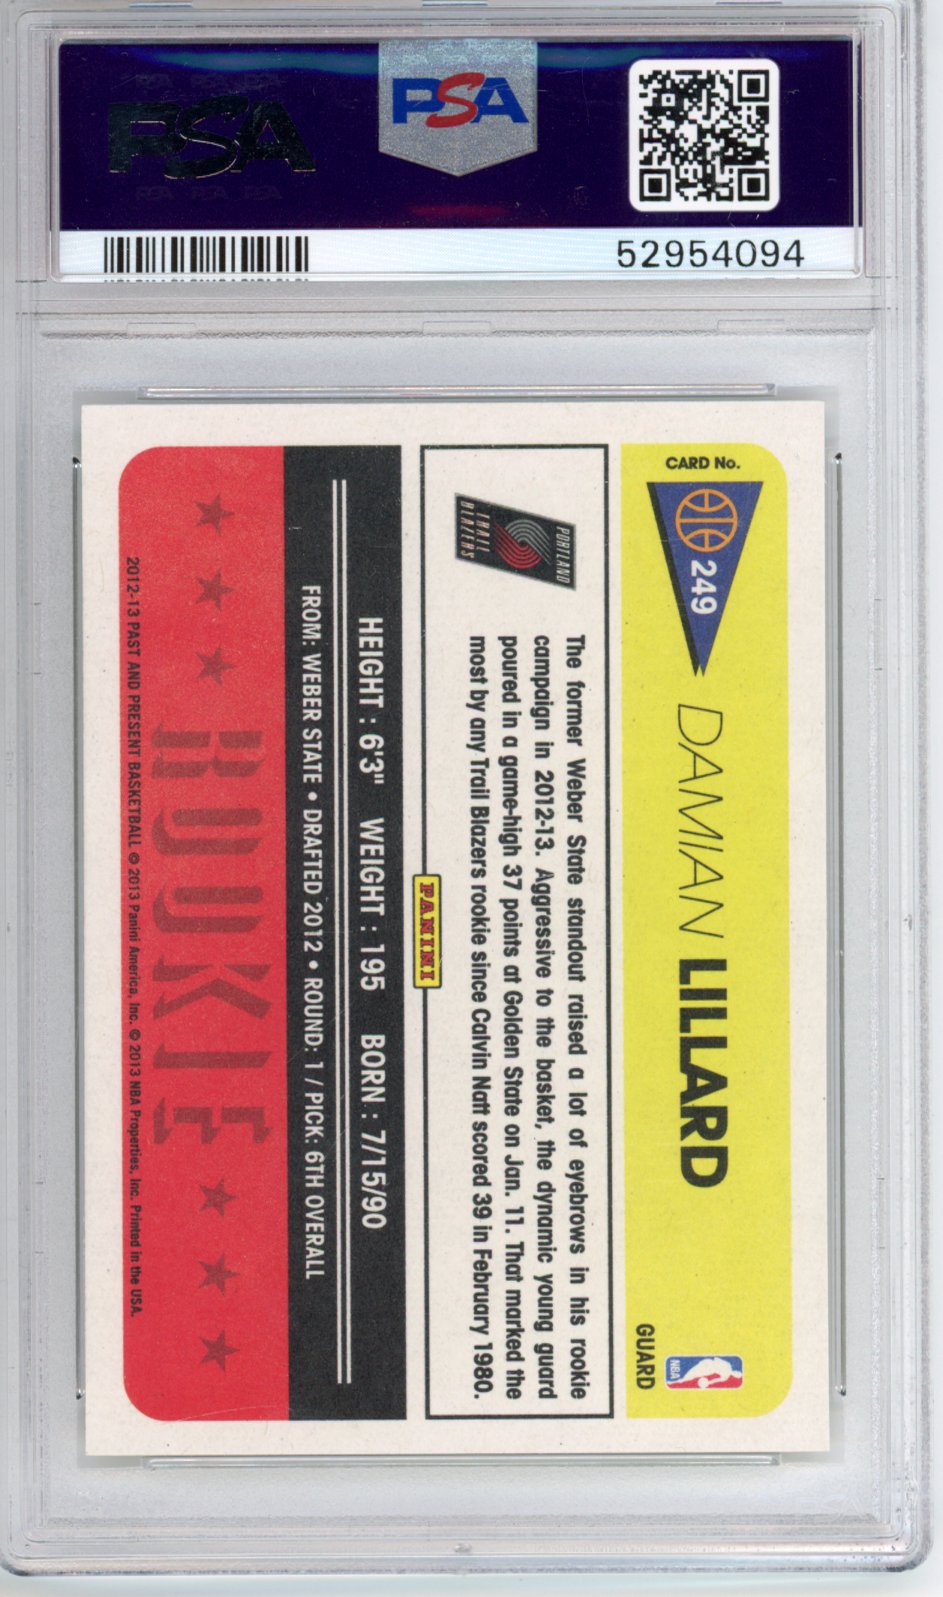 PSA
PSA
52954094
CARD No.
249
DAMIAN LILLARD
GUARD
NBA
PORTLAND
TRAIL
BLAZERS
The former Weber State standout raised a lot of eyebrows in his rookie
campaign in 2012-13. Aggressive to the basket, the dynamic young guard
poured in a game-high 37 points at Golden State on Jan. 11. That marked the
most by any Trail Blazers rookie since Calvin Natt scored 39 in February 1980.
PANINI
HEIGHT : 6'3" WEIGHT : 195 BORN : 7/15/90
FROM: WEBER STATE • DRAFTED 2012 • ROUND: 1 / PICK: 6TH OVERALL
ROOKIE
2012-13 PAST AND PRESENT BASKETBALL © 2013 Panini America, Inc. © 2013 NBA Properties, Inc. Printed in the USA.